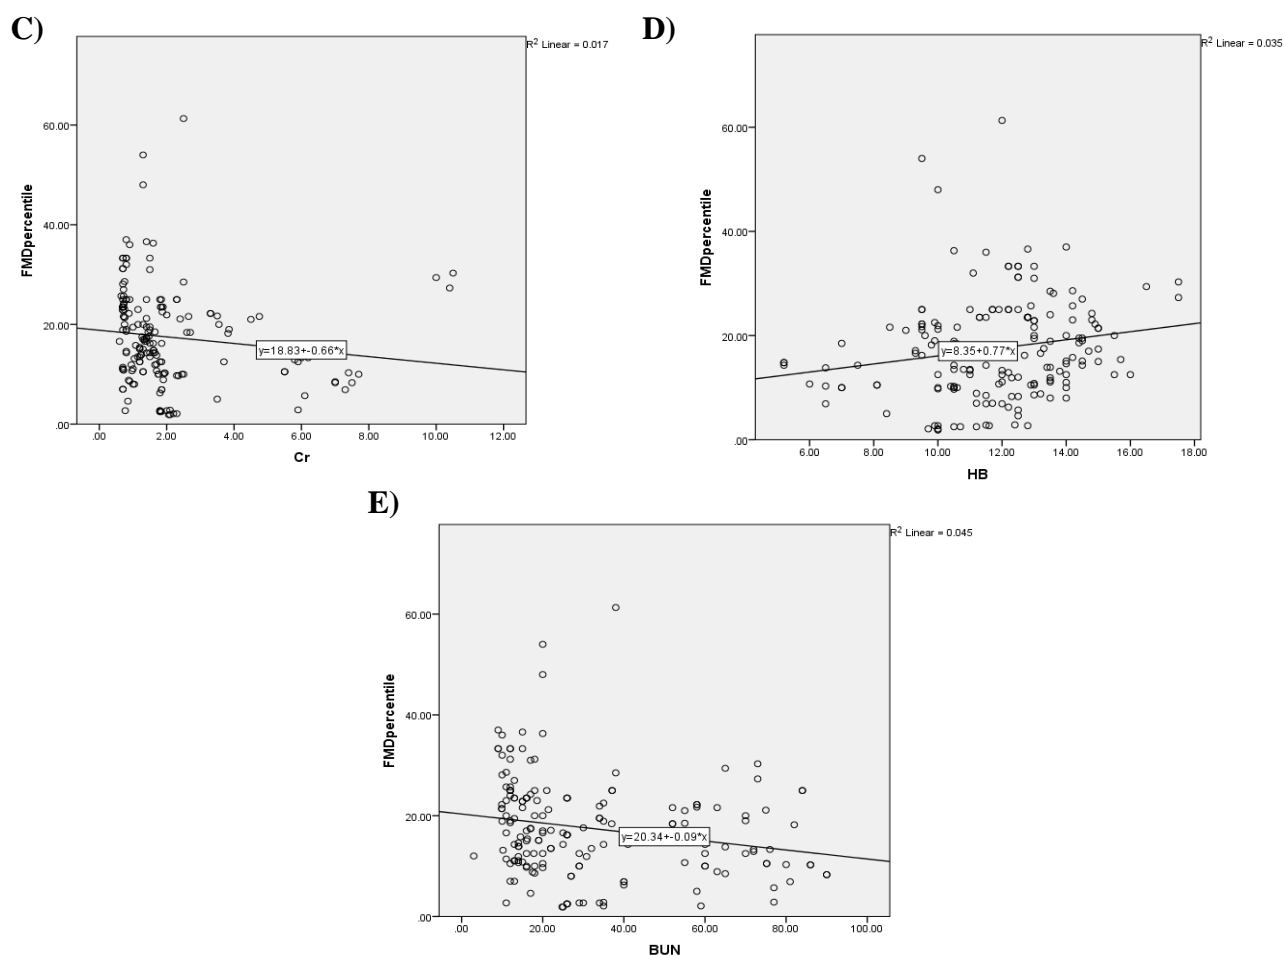 C)
R2 Linear = 0.017
60.00
40.00
20.00
.00
FMDpercentile
y=18.83+-0.66*x
.00 2.00 4.00 6.00 8.00 10.00 12.00
Cr
D)
R2 Linear = 0.035
60.00
40.00
20.00
.00
FMDpercentile
y=8.35+0.77*x
6.00 8.00 10.00 12.00 14.00 16.00 18.00
HB
E)
R2 Linear = 0.045
60.00
40.00
20.00
.00
FMDpercentile
y=20.34+-0.09*x
.00 20.00 40.00 60.00 80.00 100.00
BUN